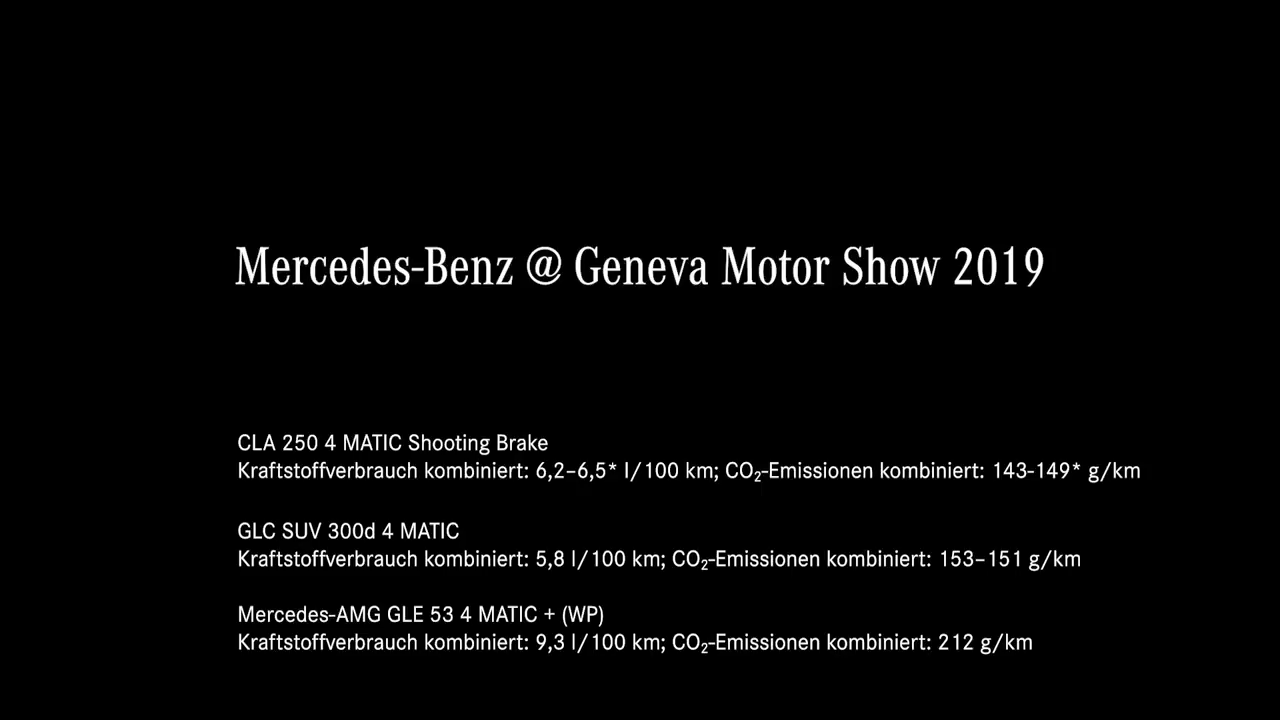 Mercedes-Benz @ Geneva Motor Show 2019
CLA 250 4 MATIC Shooting Brake
Kraftstoffverbrauch kombiniert: 6,2–6,5* l/100 km; CO₂-Emissionen kombiniert: 143-149* g/km
GLC SUV 300d 4 MATIC
Kraftstoffverbrauch kombiniert: 5,8 l/100 km; CO₂-Emissionen kombiniert: 153–151 g/km
Mercedes-AMG GLE 53 4 MATIC + (WP)
Kraftstoffverbrauch kombiniert: 9,3 l/100 km; CO₂-Emissionen kombiniert: 212 g/km